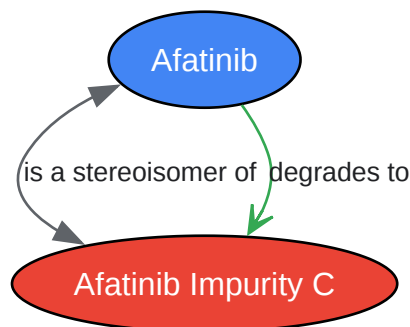 Afatinib
is a stereoisomer of
degrades to
Afatinib Impurity C